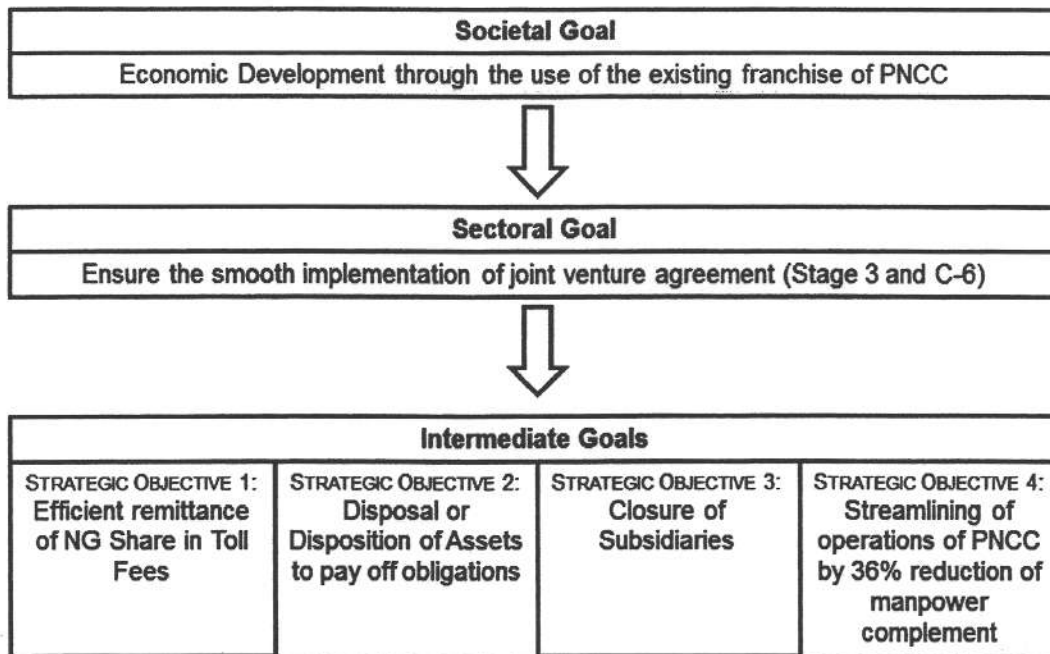 Societal Goal
Economic Development through the use of the existing franchise of PNCC
Sectoral Goal
Ensure the smooth implementation of joint venture agreement (Stage 3 and C-6)
Intermediate Goals
STRATEGIC OBJECTIVE 1:
Efficient remittance
of NG Share in Toll
Fees
STRATEGIC OBJECTIVE 2:
Disposal or
Disposition of Assets
to pay off obligations
STRATEGIC OBJECTIVE 3:
Closure of
Subsidiaries
STRATEGIC OBJECTIVE 4:
Streamlining of
operations of PNCC
by 36% reduction of
manpower
complement